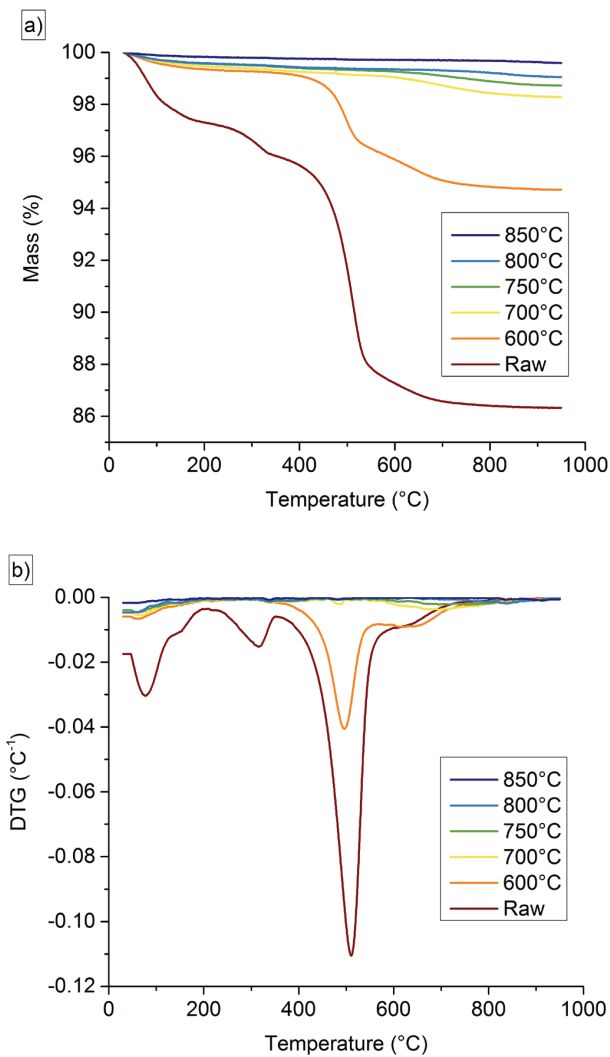 a)
100
98
96
94
92
90
88
86
Mass (%)
850°C
800°C
750°C
700°C
600°C
Raw
0 200 400 600 800 1000
Temperature (°C)
b)
0.00
-0.02
-0.04
-0.06
-0.08
-0.10
-0.12
DTG (°C⁻¹)
850°C
800°C
750°C
700°C
600°C
Raw
0 200 400 600 800 1000
Temperature (°C)